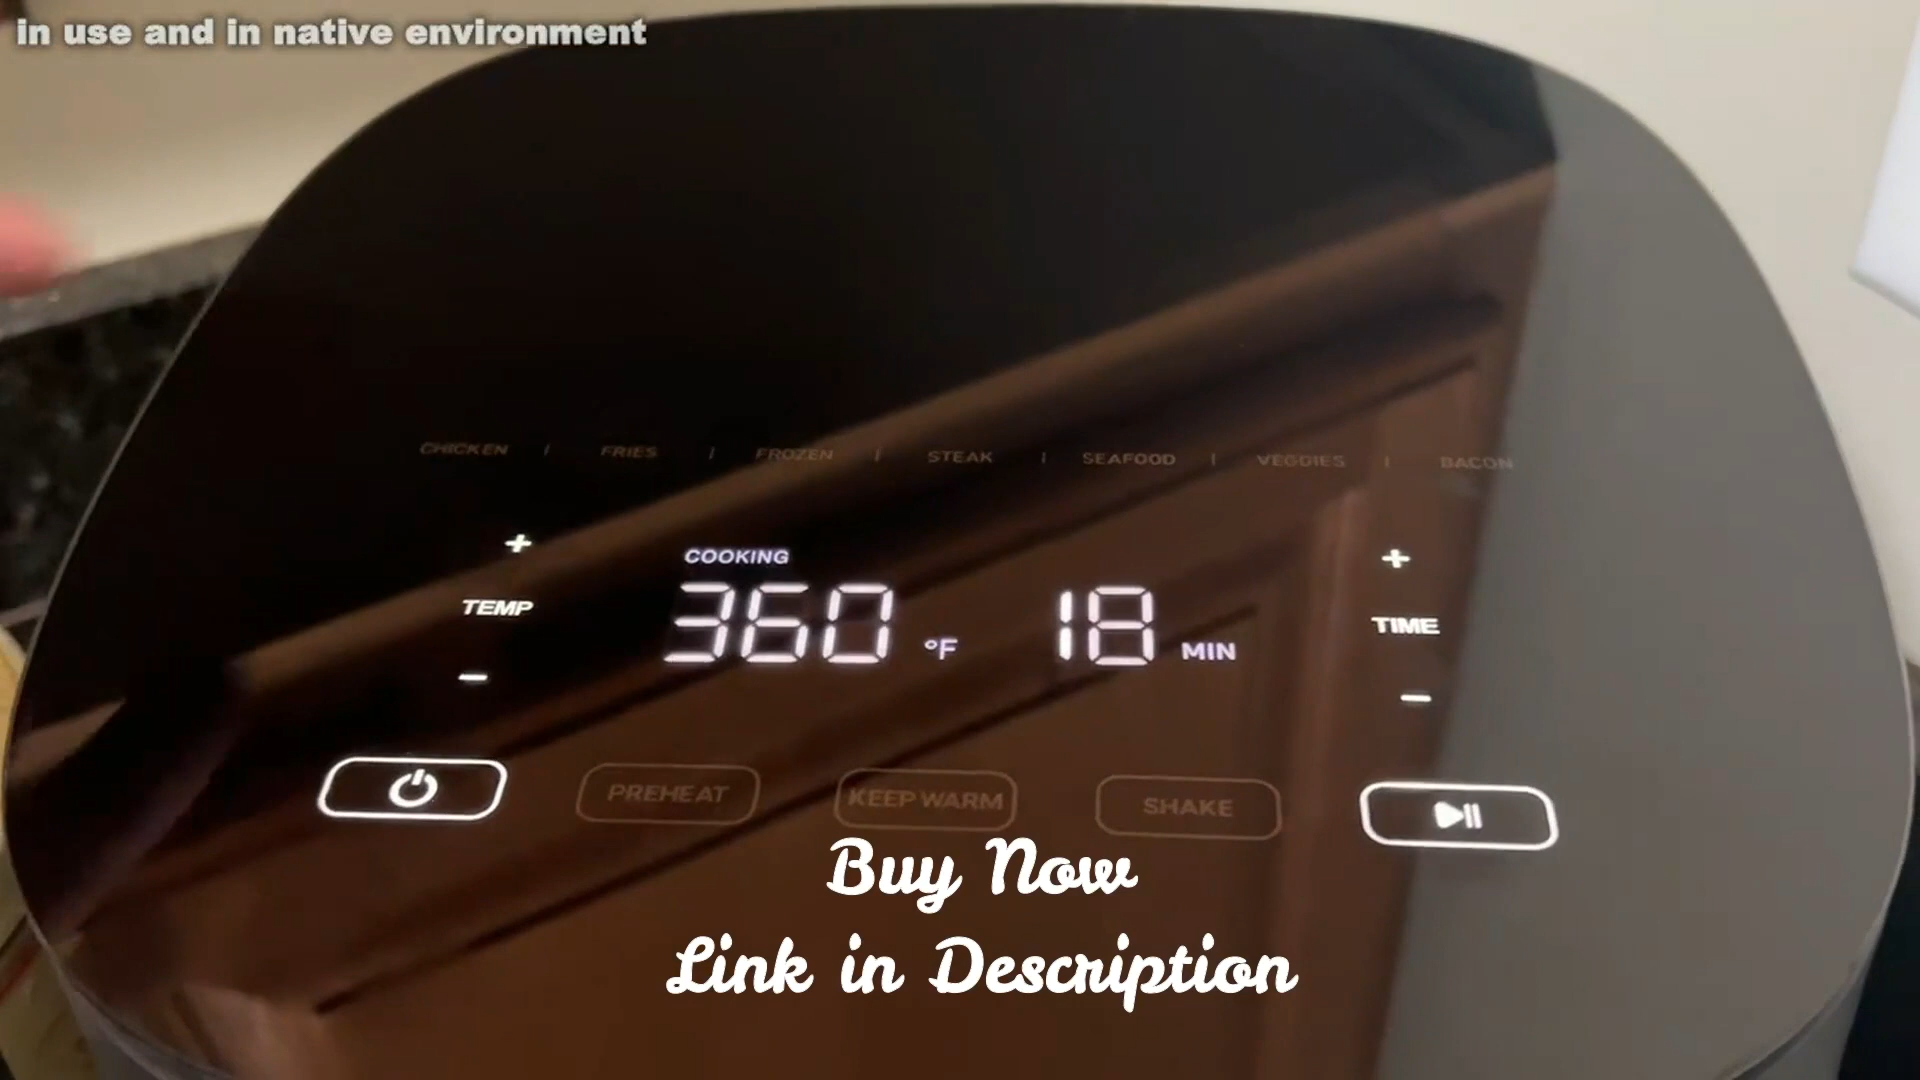 in use and in native environment
CHICKEN | FRIES | FROZEN | STEAK | SEAFOOD | VEGGIES | BACON
+ +
COOKING
TEMP 360 °F 18 MIN TIME
- -
PREHEAT KEEP WARM SHAKE
Buy Now
Link in Description